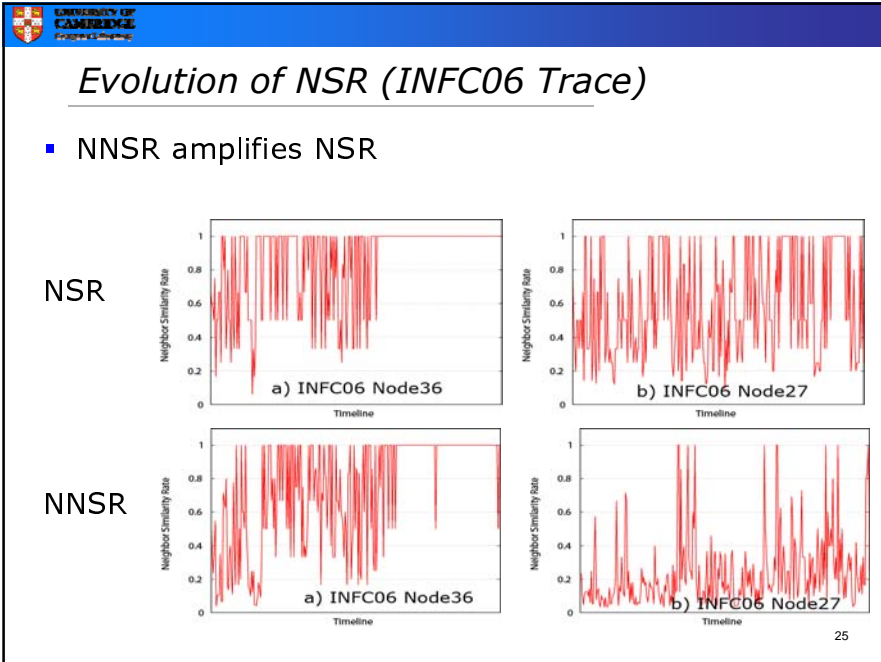 UNIVERSITY OF
CAMBRIDGE
Evolution of NSR (INFC06 Trace)
NNSR amplifies NSR
NSR
Neighbor Similarity Rate
1
0.8
0.6
0.4
0.2
0
a) INFC06 Node36
Timeline
Neighbor Similarity Rate
1
0.8
0.6
0.4
0.2
0
b) INFC06 Node27
Timeline
NNSR
Neighbor Similarity Rate
1
0.8
0.6
0.4
0.2
0
a) INFC06 Node36
Timeline
Neighbor Similarity Rate
1
0.8
0.6
0.4
0.2
0
b) INFC06 Node27
Timeline
25